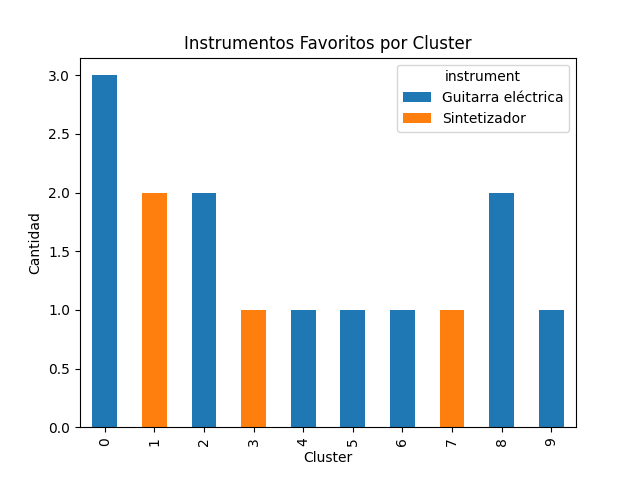 Instrumentos Favoritos por Cluster
instrument
Guitarra eléctrica
Sintetizador
Cantidad
3.0
2.5
2.0
1.5
1.0
0.5
0.0
0 1 2 3 4 5 6 7 8 9
Cluster